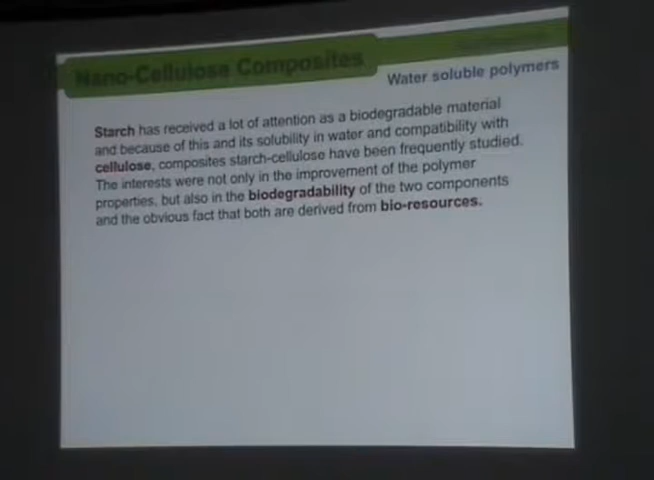 Nano-Cellulose Composites
Water soluble polymers
Starch has received a lot of attention as a biodegradable material
and because of this and its solubility in water and compatibility with
cellulose, composites starch-cellulose have been frequently studied.
The interests were not only in the improvement of the polymer
properties, but also in the biodegradability of the two components
and the obvious fact that both are derived from bio-resources.